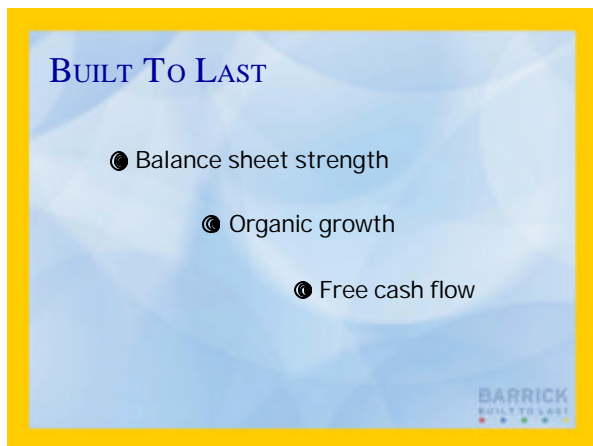 BUILT TO LAST
Balance sheet strength
Organic growth
Free cash flow
BARRICK
BUILT TO LAST